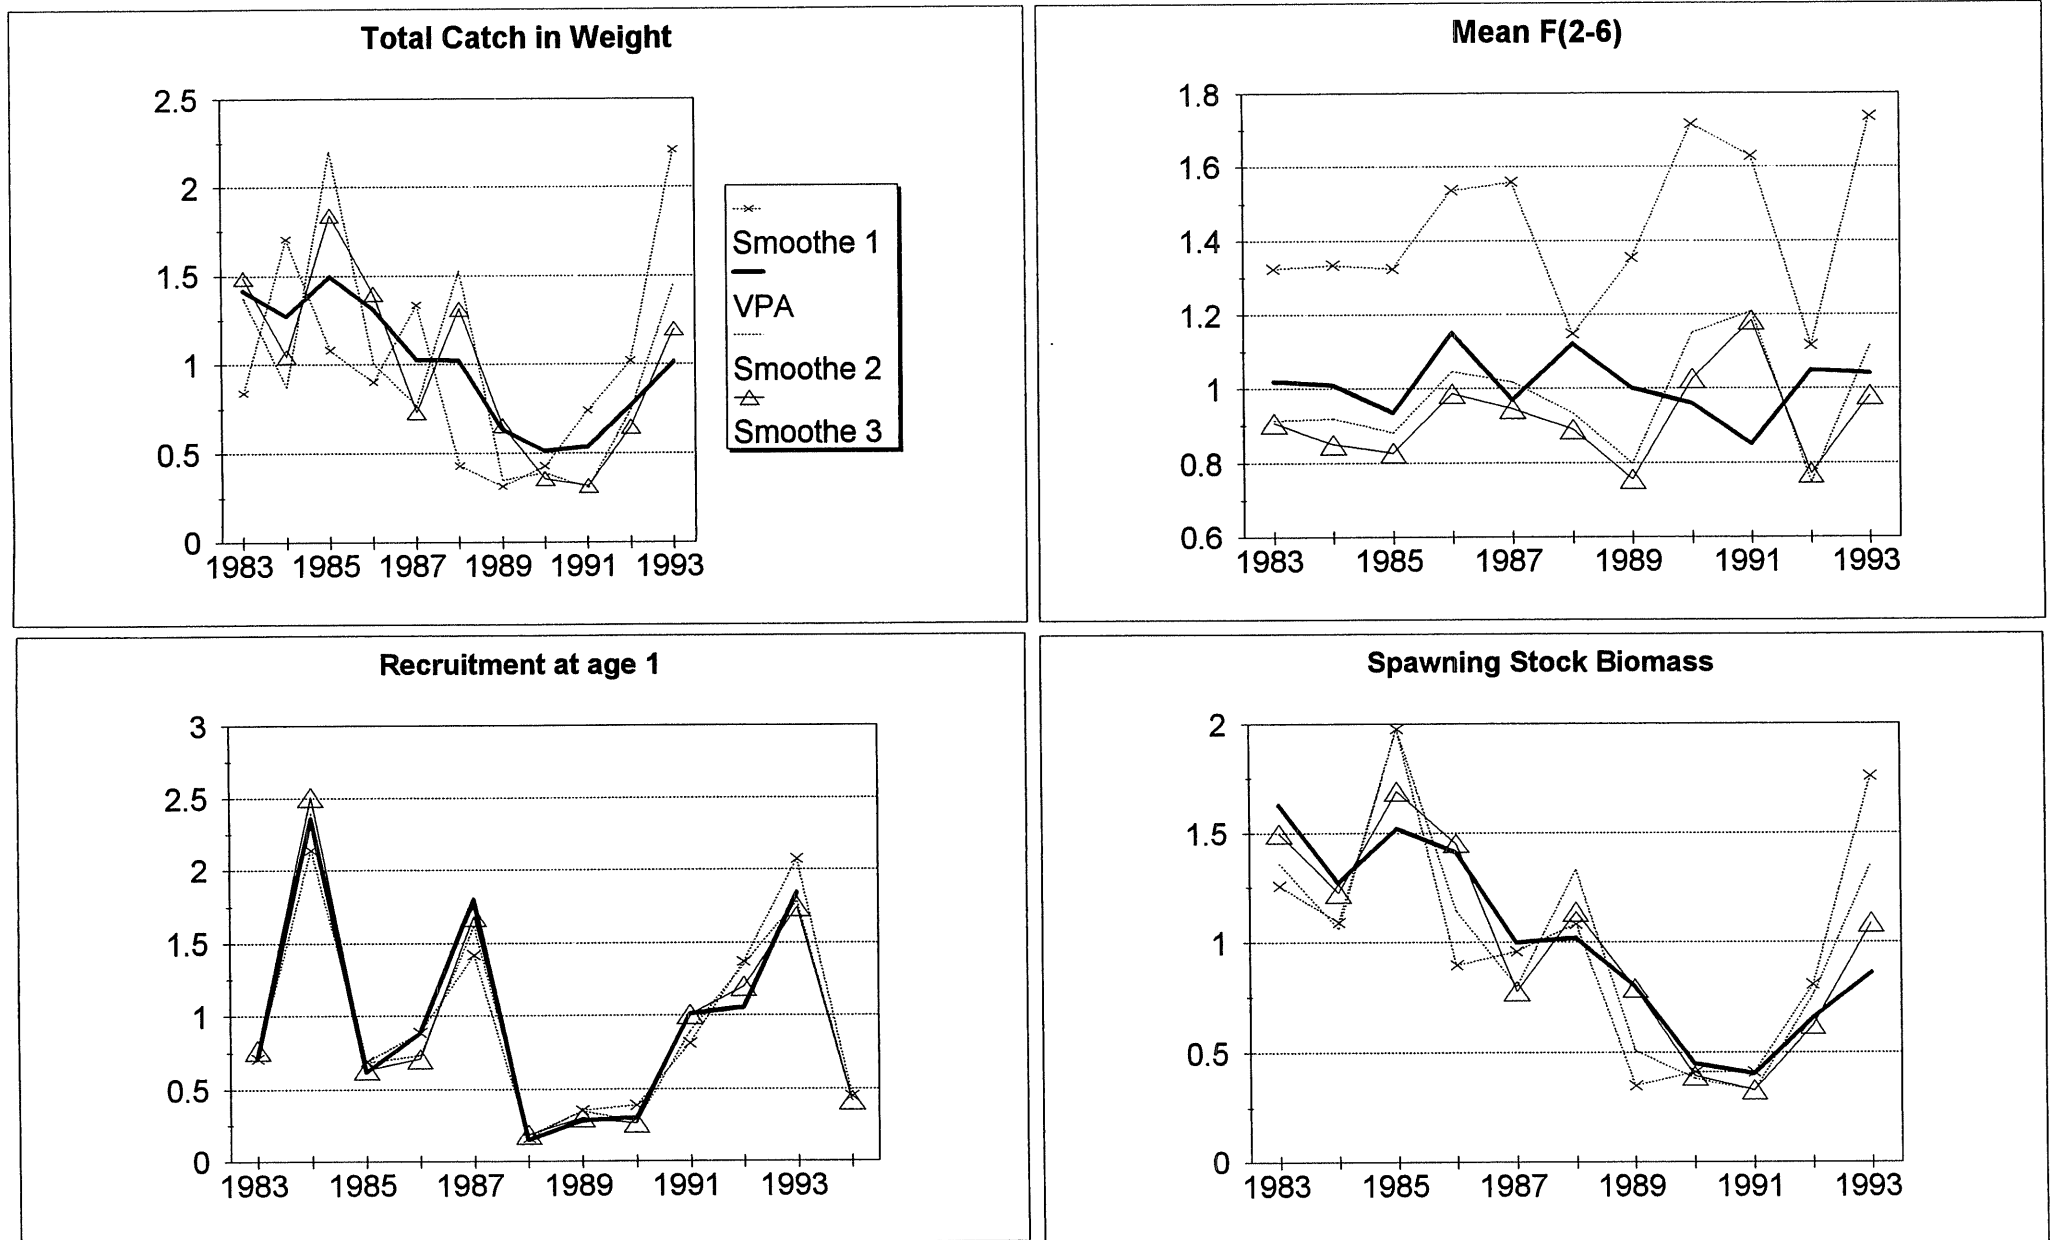 Total Catch in Weight
2.5
2
1.5
1
0.5
0
1983 1985 1987 1989 1991 1993
Smoothe 1
VPA
Smoothe 2
Smoothe 3
Mean F(2-6)
1.8
1.6
1.4
1.2
1
0.8
0.6
1983 1985 1987 1989 1991 1993
Recruitment at age 1
3
2.5
2
1.5
1
0.5
0
1983 1985 1987 1989 1991 1993
Spawning Stock Biomass
2
1.5
1
0.5
0
1983 1985 1987 1989 1991 1993